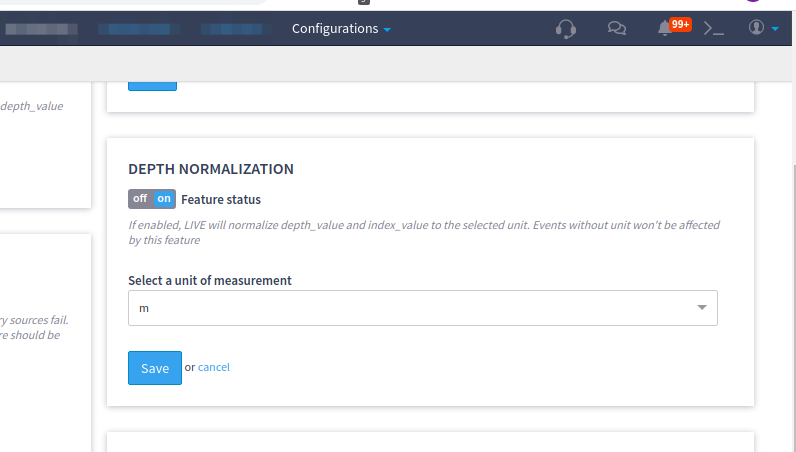 Configurations
99+
depth_value
DEPTH NORMALIZATION
off on Feature status
If enabled, LIVE will normalize depth_value and index_value to the selected unit. Events without unit won't be affected
by this feature
Select a unit of measurement
ry sources fail.
m
re should be
Save or cancel